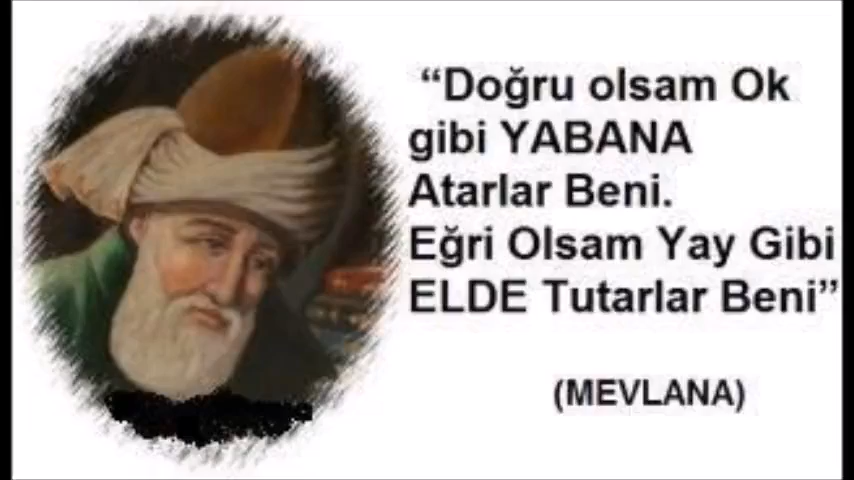 “Doğru olsam Ok
gibi YABANA
Atarlar Beni.
Eğri Olsam Yay Gibi
ELDE Tutarlar Beni”
(MEVLANA)